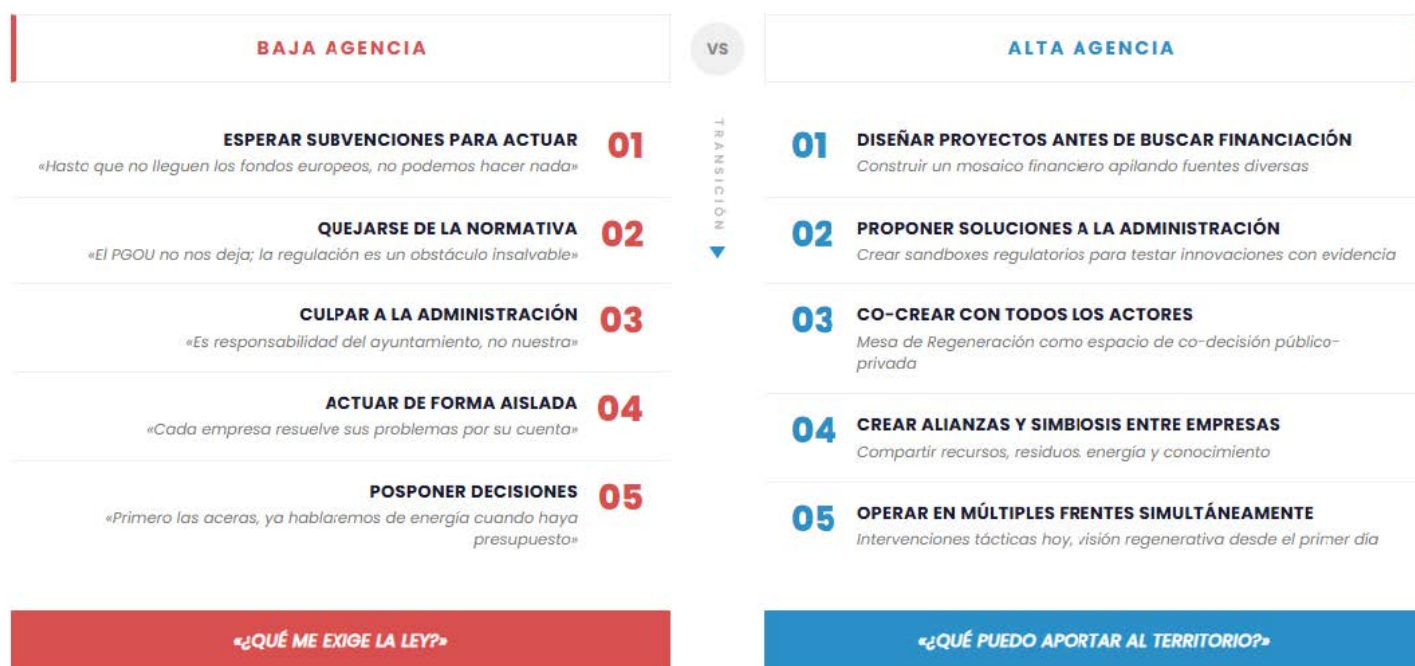 BAJA AGENCIA
ESPERAR SUBVENCIONES PARA ACTUAR
01
«Hasta que no lleguen los fondos europeos, no podemos hacer nada»
QUEJARSE DE LA NORMATIVA
02
«El PGOU no nos deja; la regulación es un obstáculo insalvable»
CULPAR A LA ADMINISTRACIÓN
03
«Es responsabilidad del ayuntamiento, no nuestra»
ACTUAR DE FORMA AISLADA
04
«Cada empresa resuelve sus problemas por su cuenta»
POSPONER DECISIONES
05
«Primero las aceras, ya hablaremos de energía cuando haya
presupuesto»
«¿QUÉ ME EXIGE LA LEY?»
VS
TRANSICIÓN
ALTA AGENCIA
01
DISEÑAR PROYECTOS ANTES DE BUSCAR FINANCIACIÓN
Construir un mosaico financiero apilando fuentes diversas
02
PROPONER SOLUCIONES A LA ADMINISTRACIÓN
Crear sandboxes regulatorios para testar innovaciones con evidencia
03
CO-CREAR CON TODOS LOS ACTORES
Mesa de Regeneración como espacio de co-decisión público-
privada
04
CREAR ALIANZAS Y SIMBIOSIS ENTRE EMPRESAS
Compartir recursos, residuos, energía y conocimiento
05
OPERAR EN MÚLTIPLES FRENTES SIMULTÁNEAMENTE
Intervenciones tácticas hoy, visión regenerativa desde el primer día
«¿QUÉ PUEDO APORTAR AL TERRITORIO?»